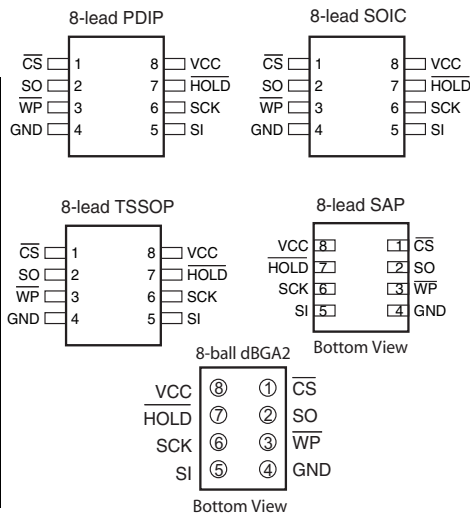 8-lead PDIP
CS 1 8 VCC
SO 2 7 HOLD
WP 3 6 SCK
GND 4 5 SI
8-lead SOIC
CS 1 8 VCC
SO 2 7 HOLD
WP 3 6 SCK
GND 4 5 SI
8-lead TSSOP
CS 1 8 VCC
SO 2 7 HOLD
WP 3 6 SCK
GND 4 5 SI
8-lead SAP
VCC 8 1 CS
HOLD 7 2 SO
SCK 6 3 WP
SI 5 4 GND
Bottom View
8-ball dBGA2
VCC 8 1 CS
HOLD 7 2 SO
SCK 6 3 WP
SI 5 4 GND
Bottom View